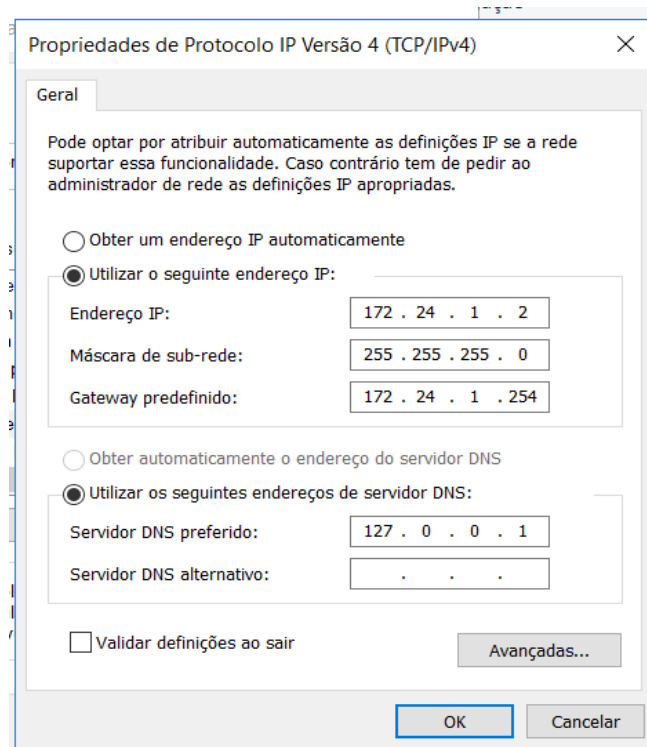 Propriedades de Protocolo IP Versão 4 (TCP/IPv4)
Geral
Pode optar por atribuir automaticamente as definições IP se a rede
suportar essa funcionalidade. Caso contrário tem de pedir ao
administrador de rede as definições IP apropriadas.
Obter um endereço IP automaticamente
Utilizar o seguinte endereço IP:
Endereço IP: 172 . 24 . 1 . 2
Máscara de sub-rede: 255 . 255 . 255 . 0
Gateway predefinido: 172 . 24 . 1 . 254
Obter automaticamente o endereço do servidor DNS
Utilizar os seguintes endereços de servidor DNS:
Servidor DNS preferido: 127 . 0 . 0 . 1
Servidor DNS alternativo: . . .
Validar definições ao sair
Avançadas...
OK Cancelar